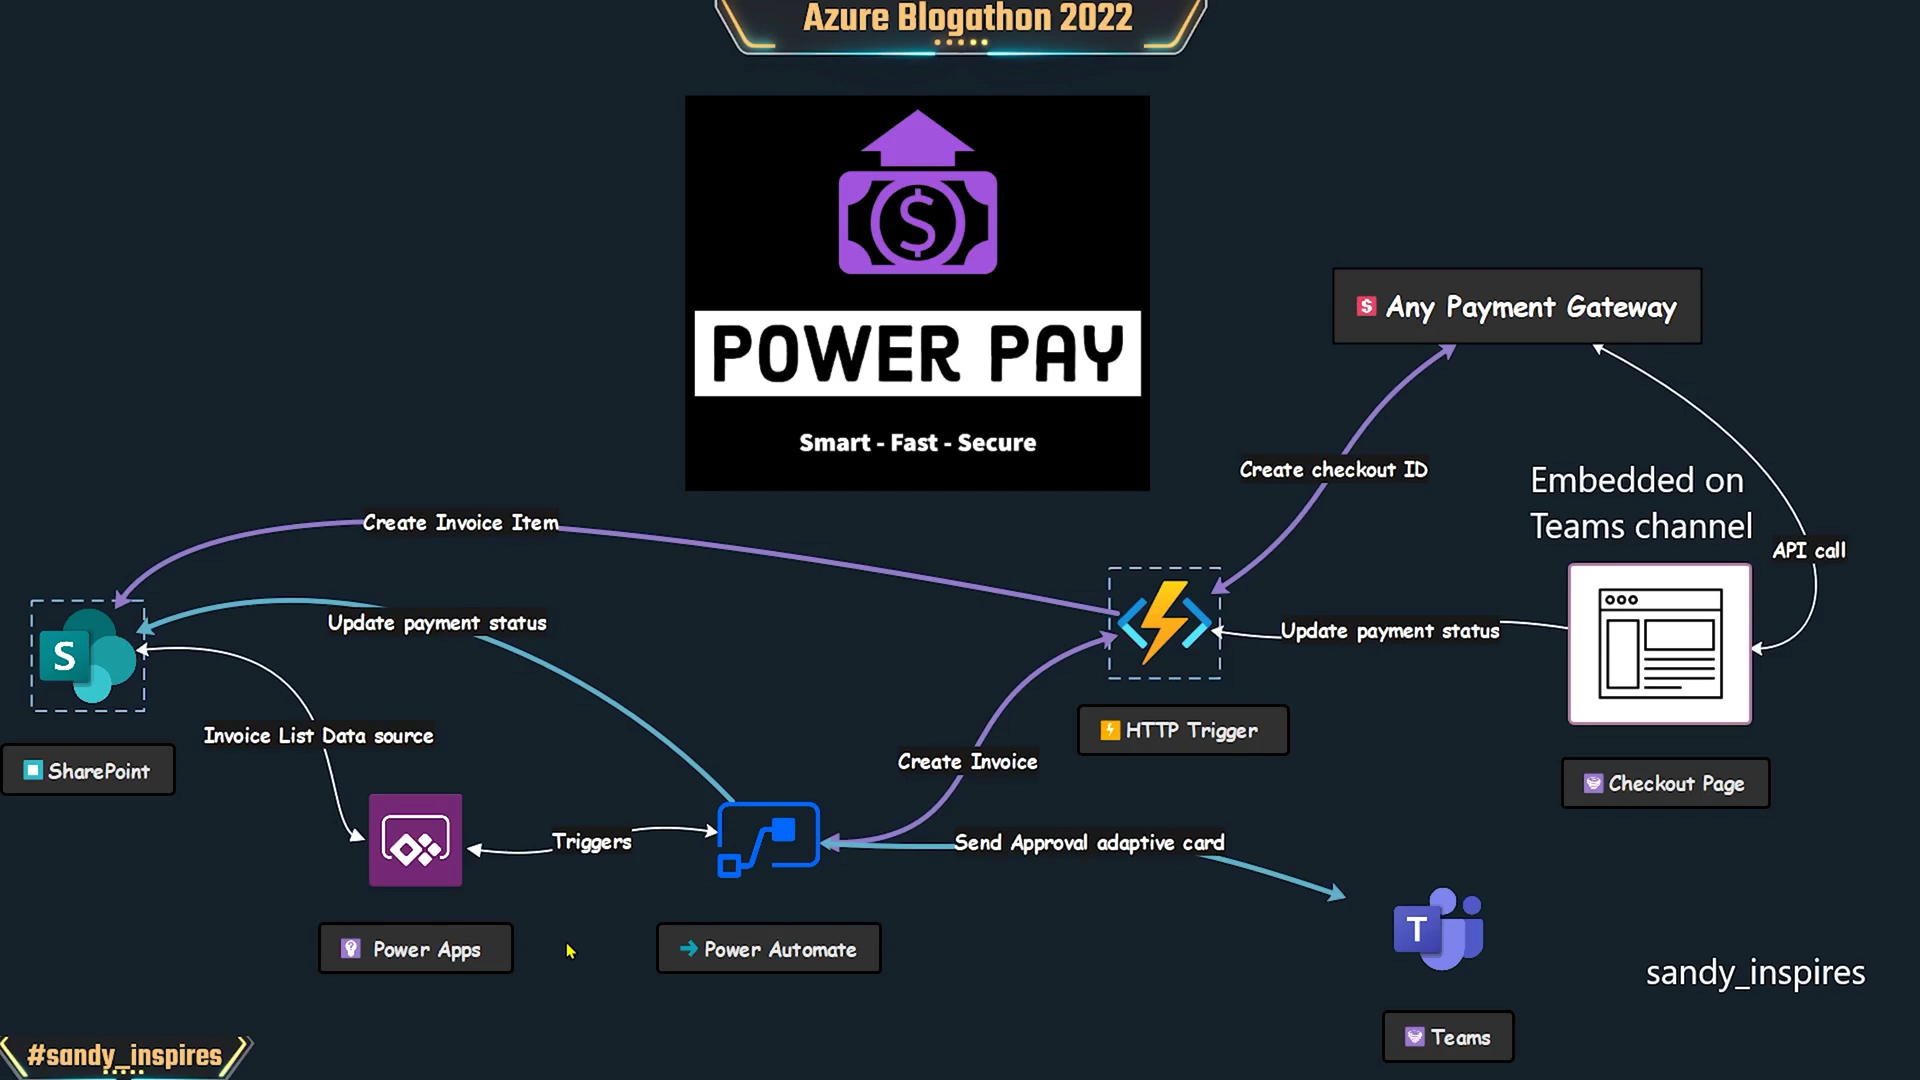 Azure Blogathon 2022
$
POWER PAY
Smart - Fast - Secure
$ Any Payment Gateway
Create checkout ID
Embedded on
Teams channel
API call
Create Invoice Item
Update payment status
Update payment status
S
Invoice List Data source
HTTP Trigger
Create Invoice
SharePoint
Checkout Page
Triggers
Send Approval adaptive card
T
Power Apps
Power Automate
sandy_inspires
Teams
#sandy_inspires